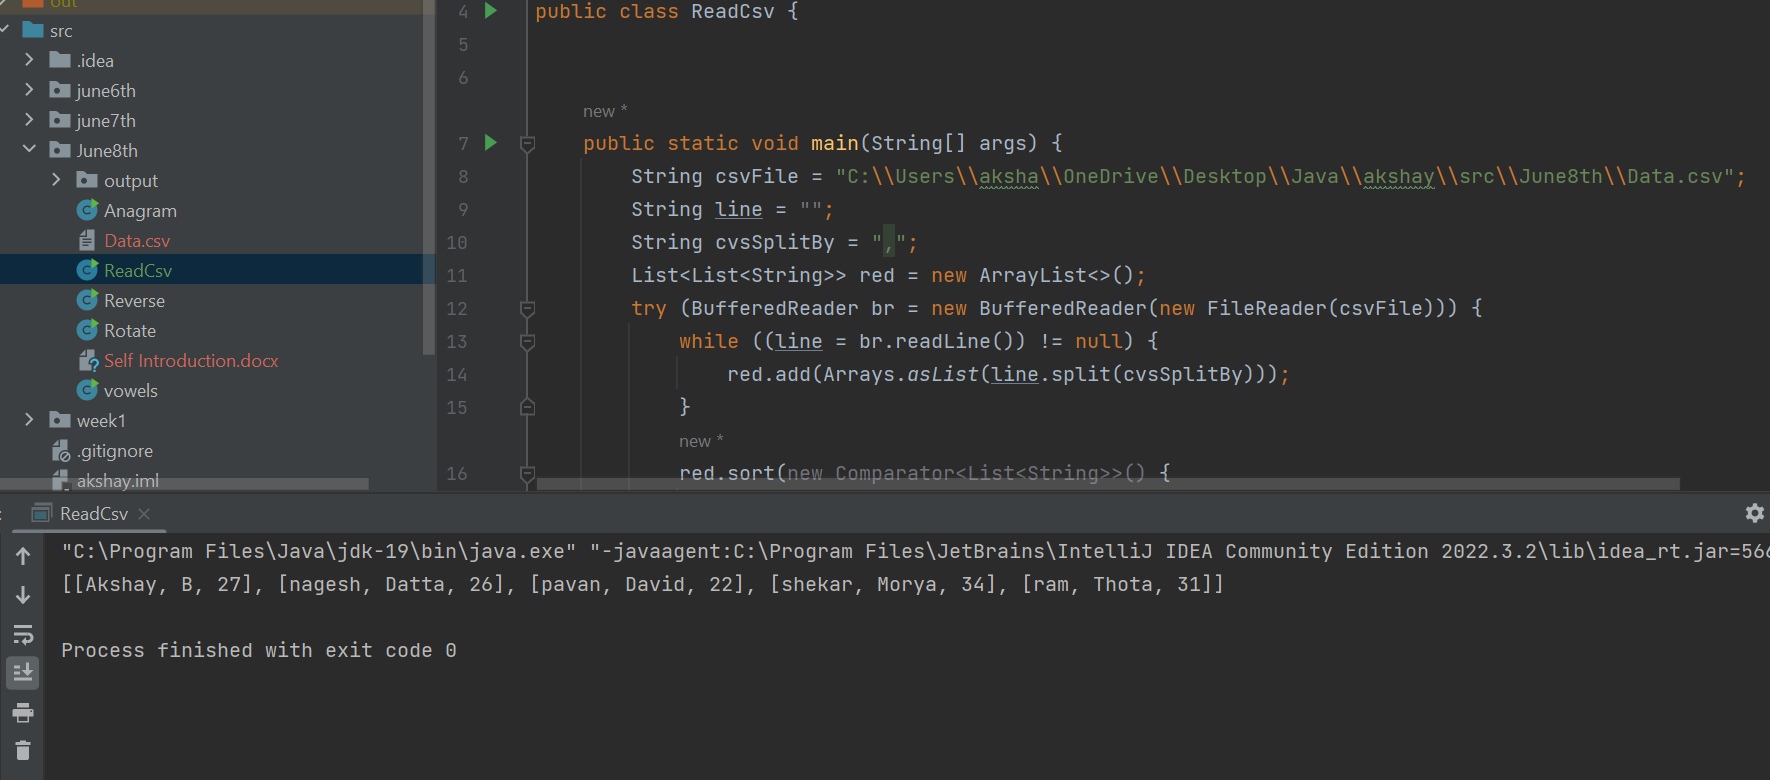 out
src
.idea
june6th
june7th
June8th
output
Anagram
Data.csv
ReadCsv
Reverse
Rotate
Self Introduction.docx
vowels
week1
.gitignore
akshay.iml
4 public class ReadCsv {
5
6
new *
7 public static void main(String[] args) {
8 String csvFile = "C:\\Users\\aksha\\OneDrive\\Desktop\\Java\\akshay\\src\\June8th\\Data.csv";
9 String line = "";
10 String cvsSplitBy = ",";
11 List<List<String>> red = new ArrayList<>();
12 try (BufferedReader br = new BufferedReader(new FileReader(csvFile))) {
13 while ((line = br.readLine()) != null) {
14 red.add(Arrays.asList(line.split(cvsSplitBy)));
15 }
new *
16 red.sort(new Comparator<List<String>>() {
ReadCsv
"C:\Program Files\Java\jdk-19\bin\java.exe" "-javaagent:C:\Program Files\JetBrains\IntelliJ IDEA Community Edition 2022.3.2\lib\idea_rt.jar=566
[[Akshay, B, 27], [nagesh, Datta, 26], [pavan, David, 22], [shekar, Morya, 34], [ram, Thota, 31]]
Process finished with exit code 0